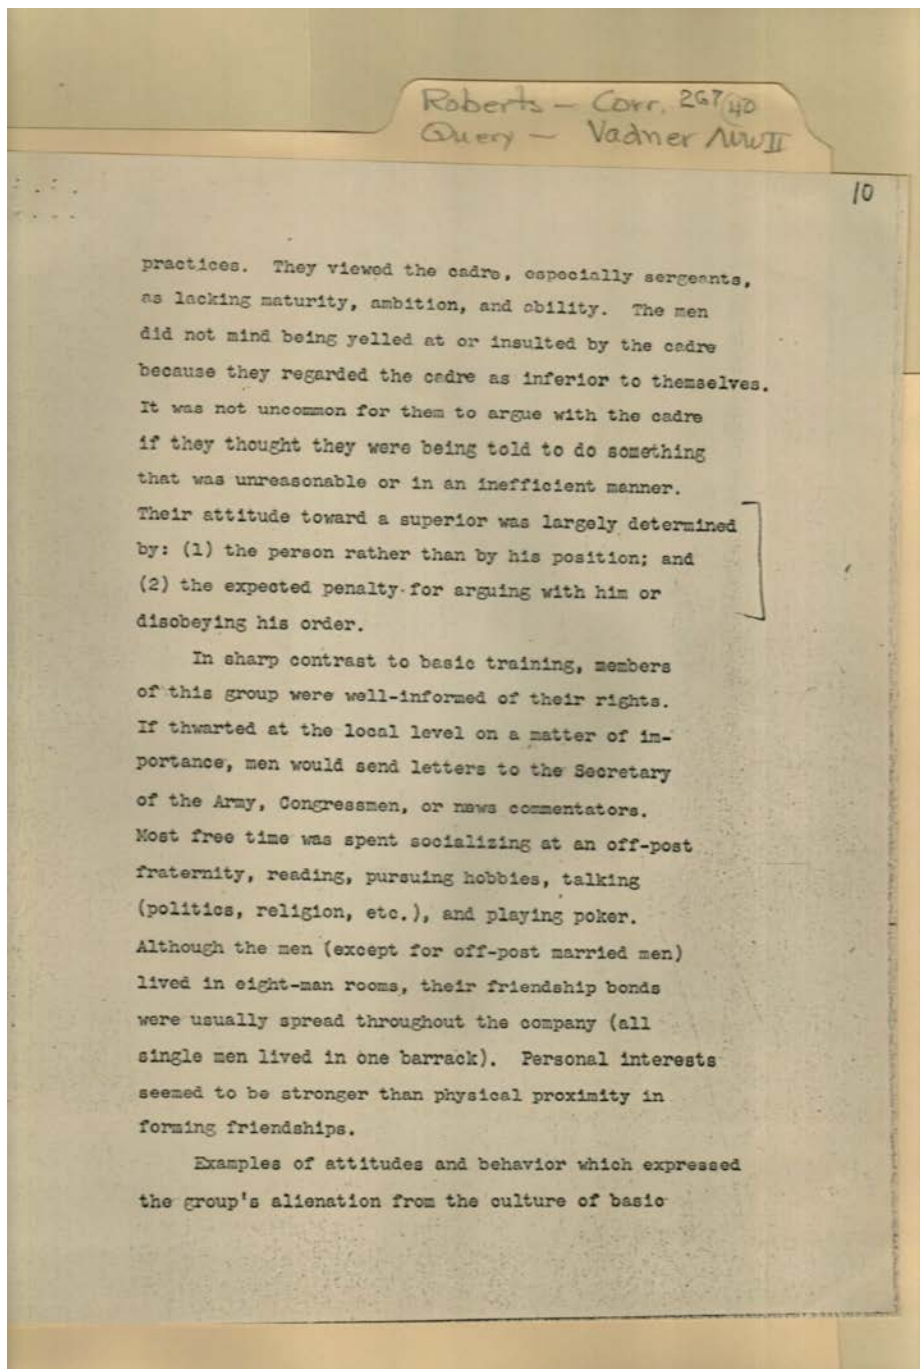 Roberts - Corr. 267 40
Query - Vadner WWII
10
practices. They viewed the cadre, especially sergeants,
as lacking maturity, ambition, and ability. The men
did not mind being yelled at or insulted by the cadre
because they regarded the cadre as inferior to themselves.
It was not uncommon for them to argue with the cadre
if they thought they were being told to do something
that was unreasonable or in an inefficient manner.
Their attitude toward a superior was largely determined
by: (1) the person rather than by his position; and
(2) the expected penalty for arguing with him or
disobeying his order.
In sharp contrast to basic training, members
of this group were well-informed of their rights.
If thwarted at the local level on a matter of im-
portance, men would send letters to the Secretary
of the Army, Congressmen, or news commentators.
Most free time was spent socializing at an off-post
fraternity, reading, pursuing hobbies, talking
(politics, religion, etc.), and playing poker.
Although the men (except for off-post married men)
lived in eight-man rooms, their friendship bonds
were usually spread throughout the company (all
single men lived in one barrack). Personal interests
seemed to be stronger than physical proximity in
forming friendships.
Examples of attitudes and behavior which expressed
the group's alienation from the culture of basic